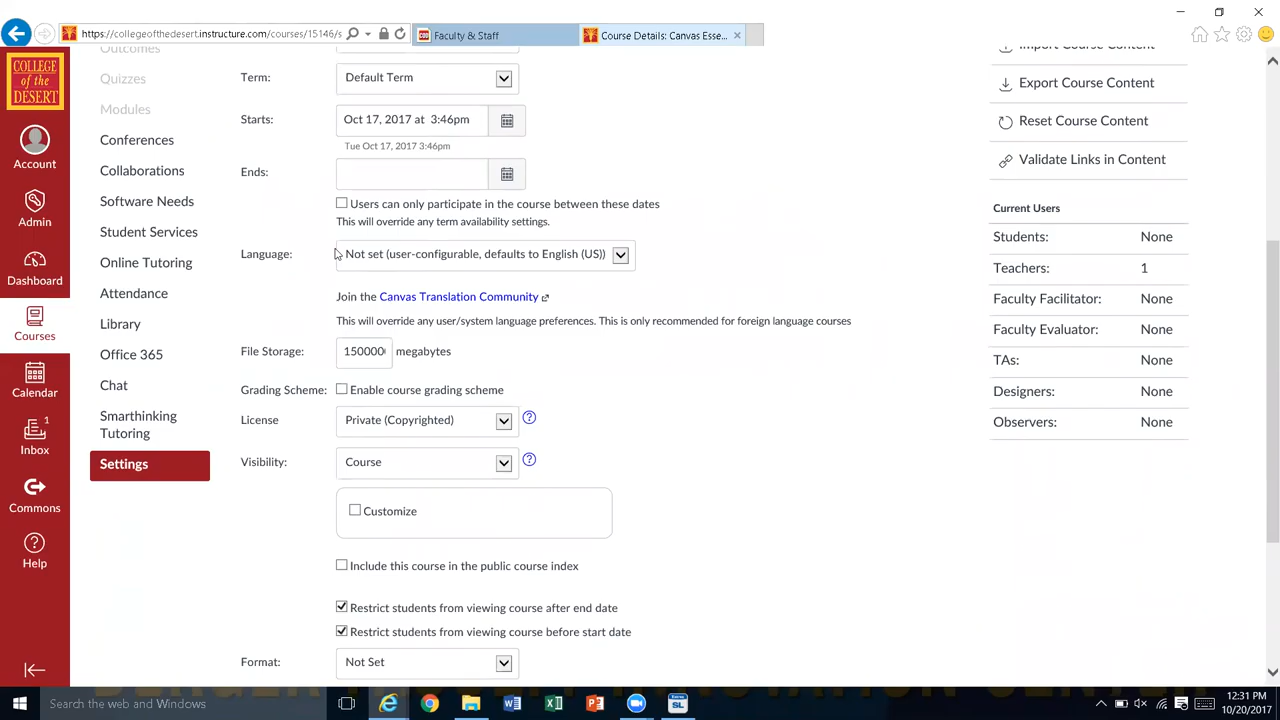 https://collegeofthedesert.instructure.com/courses/15146/s
Faculty & Staff
Course Details: Canvas Esse...
COLLEGE
of the
DESERT
Account
Admin
Dashboard
Courses
Calendar
1
Inbox
Commons
Help
Outcomes
Quizzes
Modules
Conferences
Collaborations
Software Needs
Student Services
Online Tutoring
Attendance
Library
Office 365
Chat
Smarthinking
Tutoring
Settings
Term:
Default Term
Starts:
Oct 17, 2017 at 3:46pm
Tue Oct 17, 2017 3:46pm
Ends:
Users can only participate in the course between these dates
This will override any term availability settings.
Language:
Not set (user-configurable, defaults to English (US))
Join the Canvas Translation Community
This will override any user/system language preferences. This is only recommended for foreign language courses
File Storage:
150000
megabytes
Grading Scheme:
Enable course grading scheme
License
Private (Copyrighted)
Visibility:
Course
Customize
Include this course in the public course index
Restrict students from viewing course after end date
Restrict students from viewing course before start date
Format:
Not Set
Import Course Content
Export Course Content
Reset Course Content
Validate Links in Content
Current Users
Students:
None
Teachers:
1
Faculty Facilitator:
None
Faculty Evaluator:
None
TAs:
None
Designers:
None
Observers:
None
Search the web and Windows
12:31 PM
10/20/2017